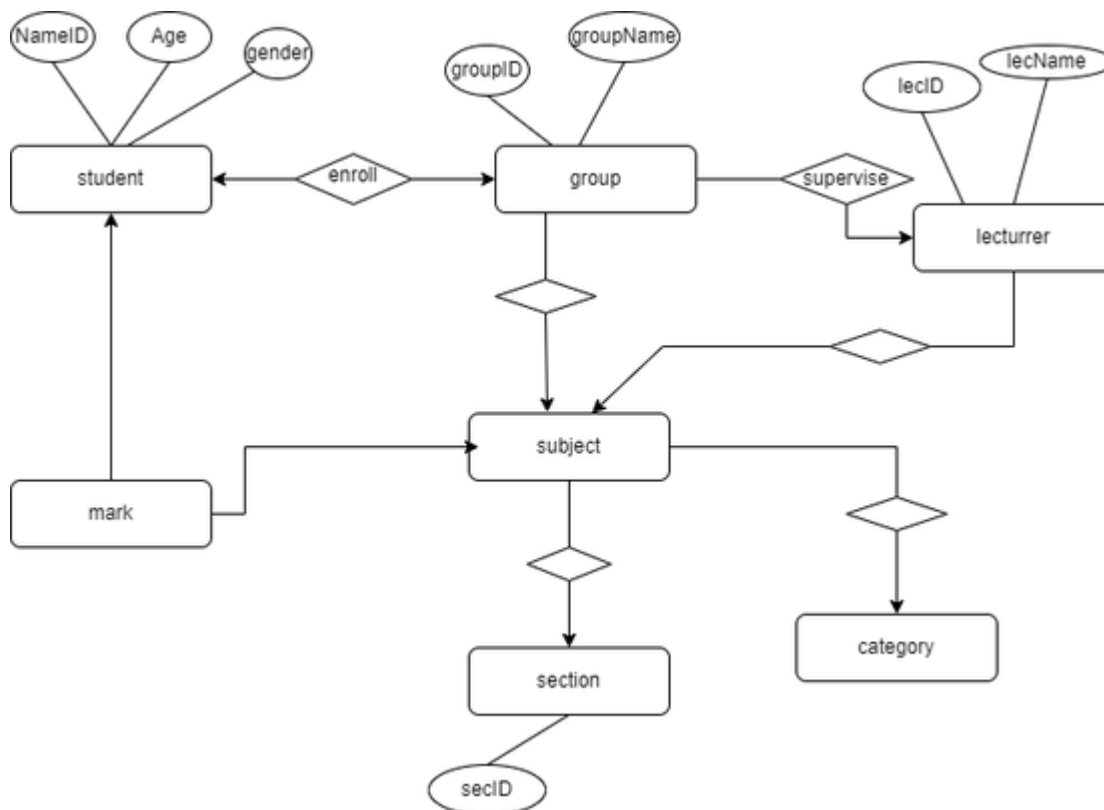 NameID
Age
gender
groupID
groupName
lecID
lecName
student
enroll
group
supervise
lecturrer
subject
mark
category
section
secID